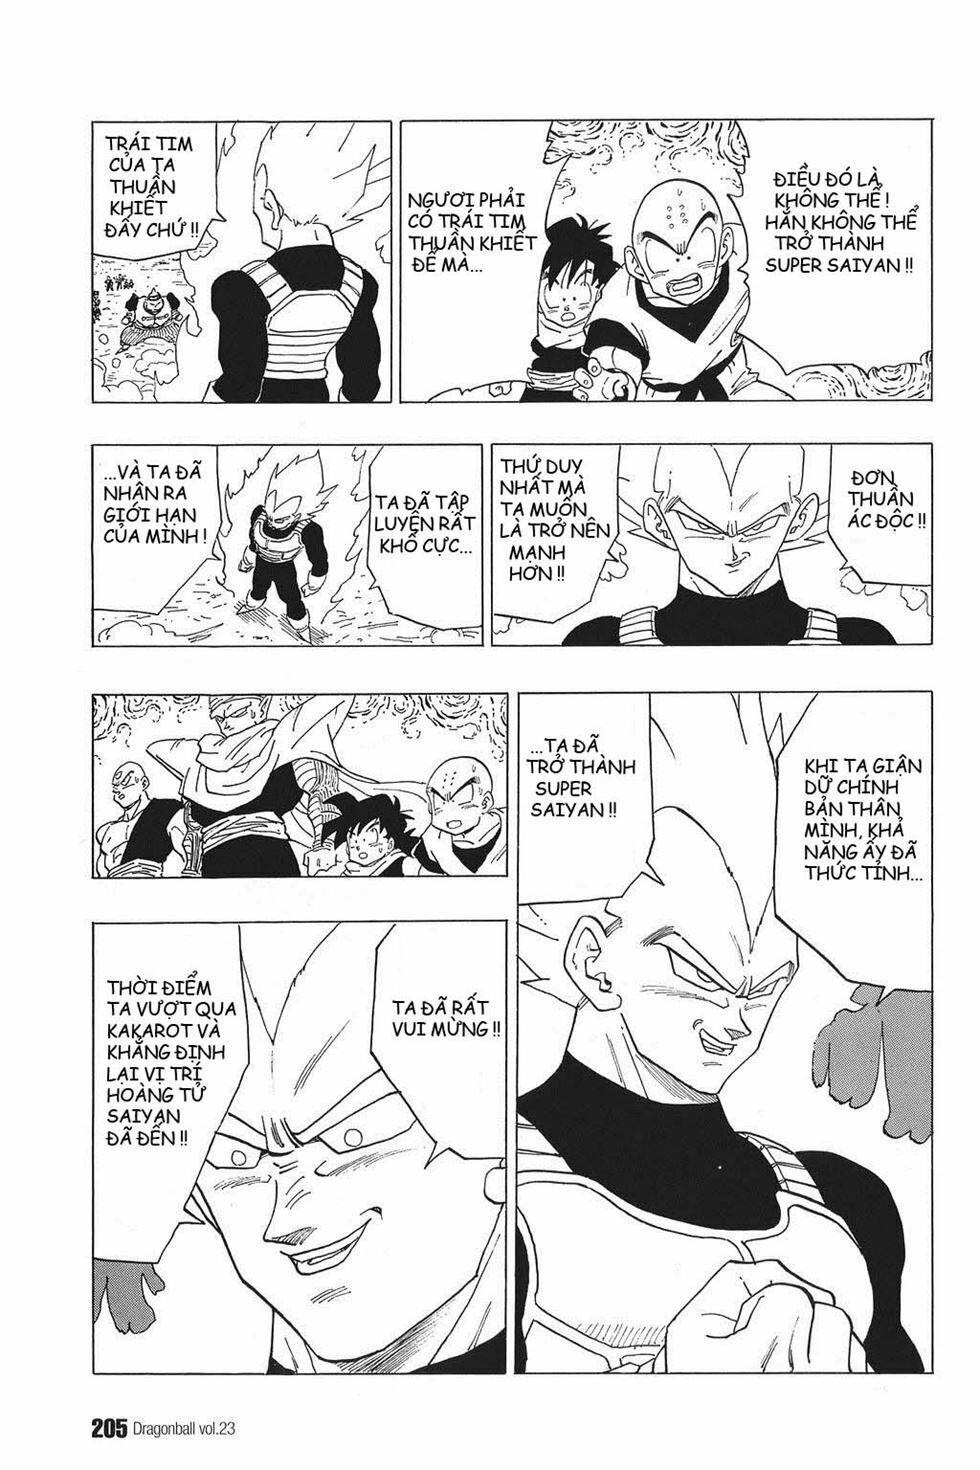 ĐIỀU ĐÓ LÀ
KHÔNG THỂ !
HẮN KHÔNG THỂ
TRỞ THÀNH
SUPER SAIYAN !!
NGƯƠI PHẢI
CÓ TRÁI TIM
THUẦN KHIẾT
ĐỂ MÀ...
TRÁI TIM
CỦA TA
THUẦN
KHIẾT
ĐẤY CHỨ !!
ĐƠN
THUẦN
ÁC ĐỘC !!
THỨ DUY
NHẤT MÀ
TA MUỐN
LÀ TRỞ NÊN
MẠNH
HƠN !!
TA ĐÃ TẬP
LUYỆN RẤT
KHỔ CỰC...
...VÀ TA ĐÃ
NHẬN RA
GIỚI HẠN
CỦA MÌNH !
KHI TA GIẬN
DỮ CHÍNH
BẢN THÂN
MÌNH, KHẢ
NĂNG ẤY ĐÃ
THỨC TỈNH...
...TA ĐÃ
TRỞ THÀNH
SUPER
SAIYAN !!
TA ĐÃ RẤT
VUI MỪNG !!
THỜI ĐIỂM
TA VƯỢT QUA
KAKAROT VÀ
KHẲNG ĐỊNH
LẠI VỊ TRÍ
HOÀNG TỬ
SAIYAN
ĐÃ ĐẾN !!
205 Dragonball vol.23